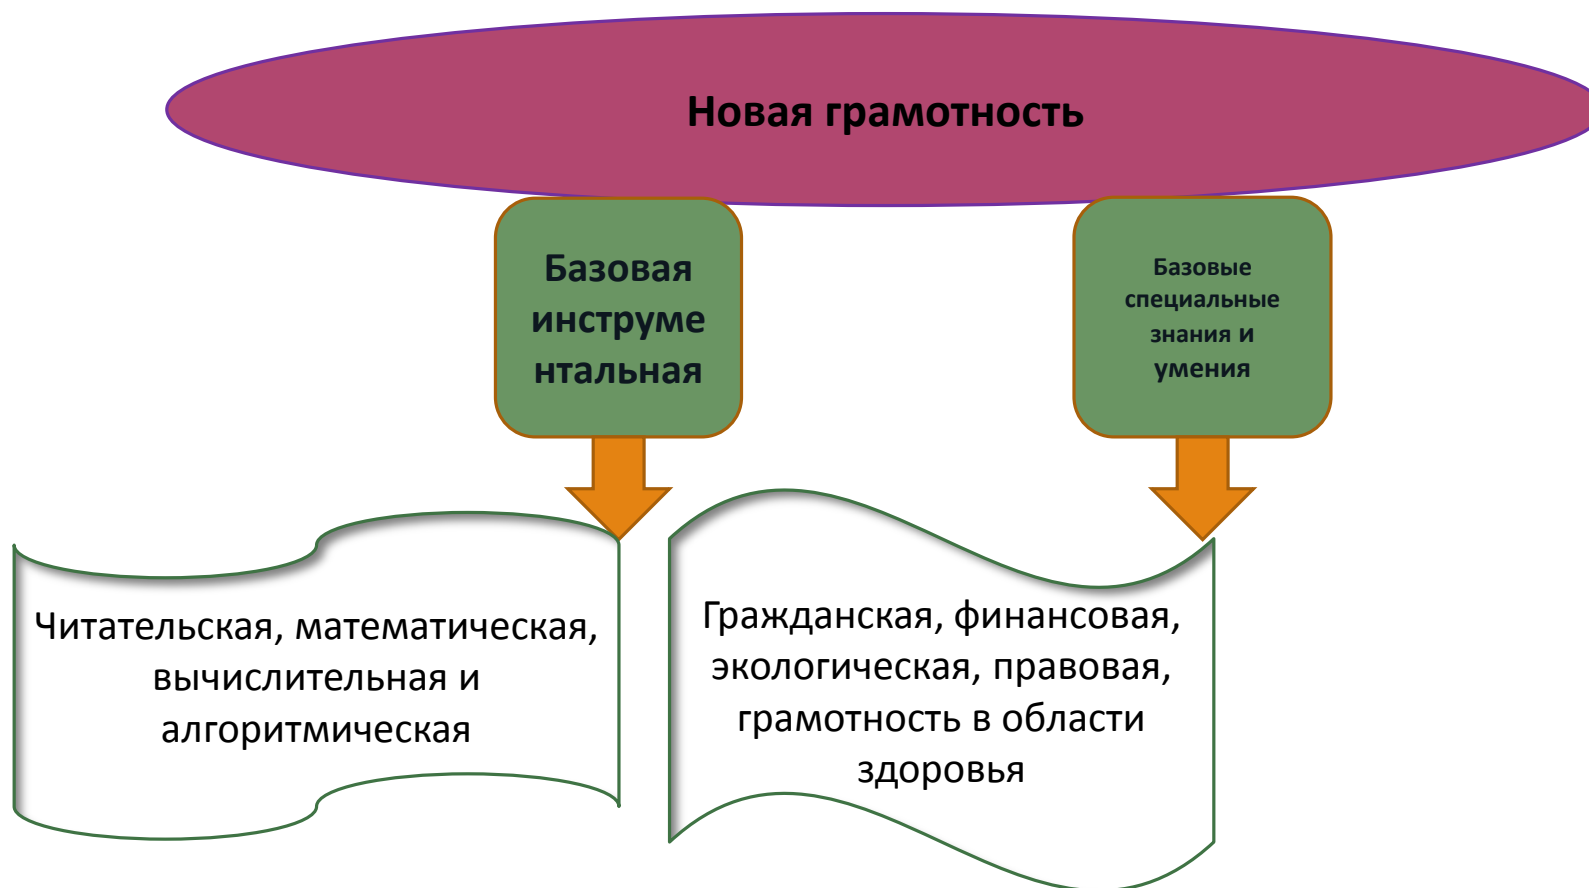 Новая грамотность
Базовая
инструме
нтальная
Базовые
специальные
знания и
умения
Читательская, математическая,
вычислительная и
алгоритмическая
Гражданская, финансовая,
экологическая, правовая,
грамотность в области
здоровья